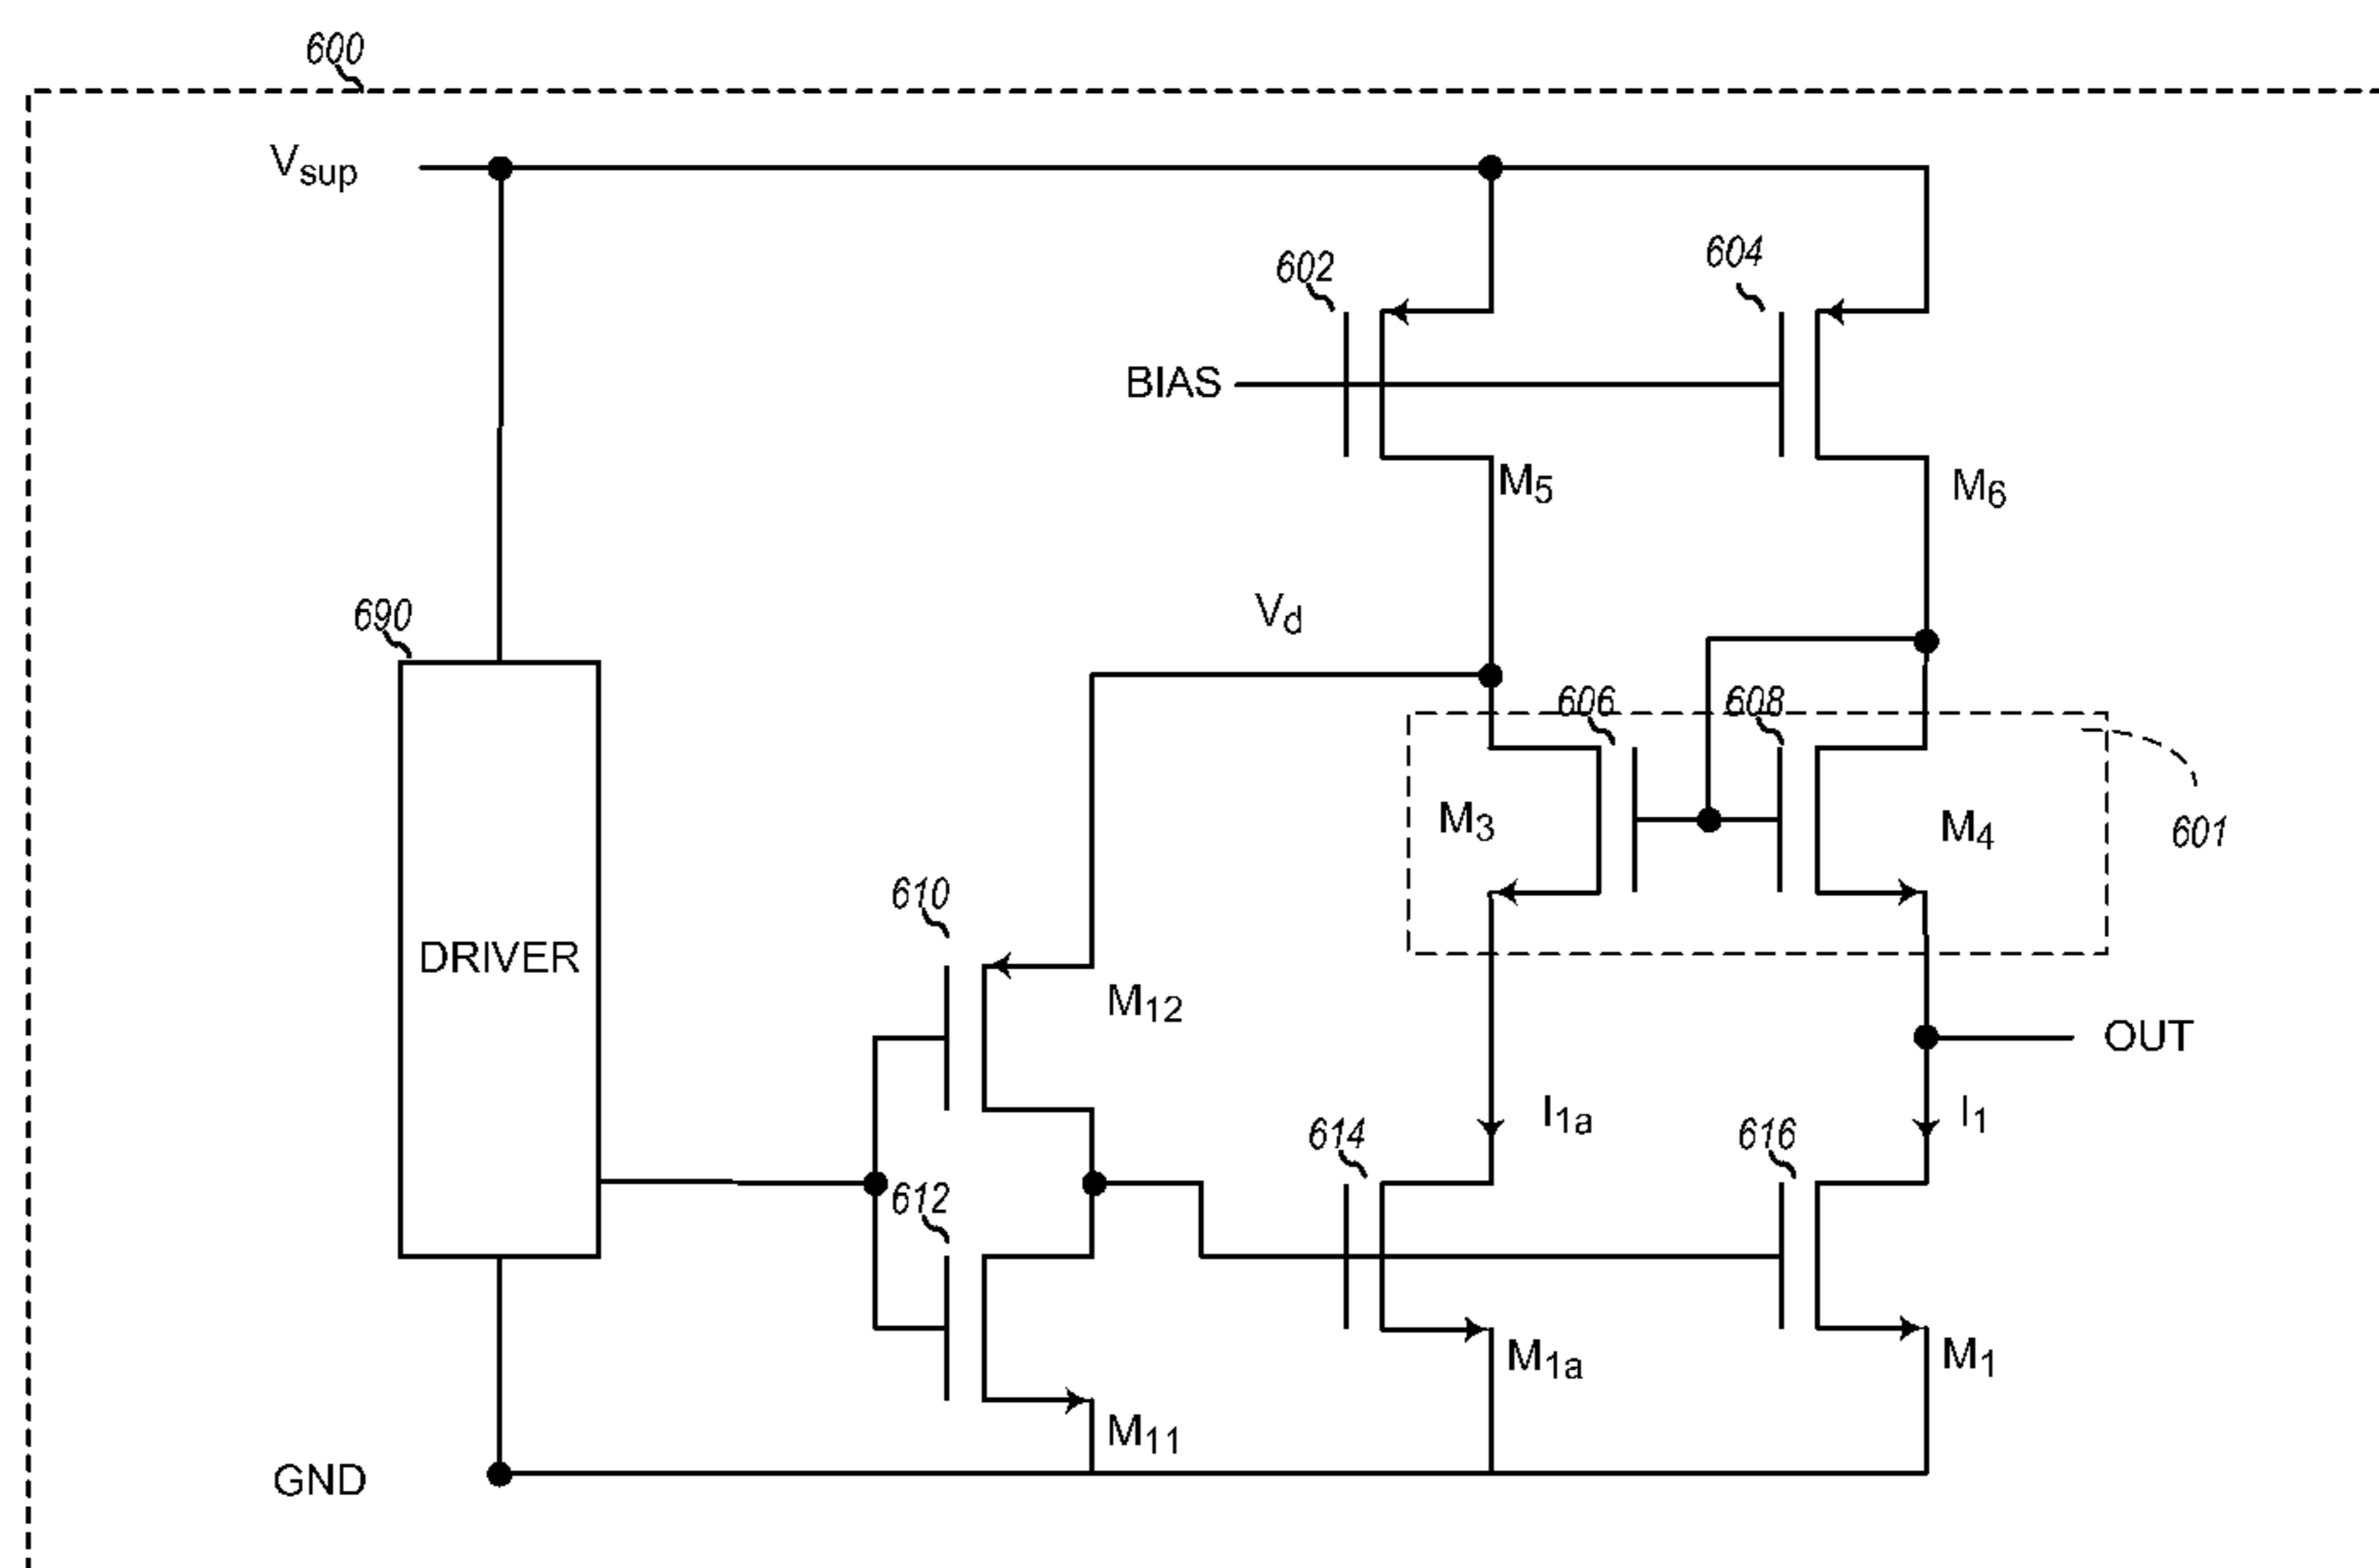 600
Vsup
602
604
BIAS
M5
M6
690
Vd
606
608
M3
M4
601
610
DRIVER
M12
OUT
614
I1a
616
I1
612
M1a
M1
M11
GND